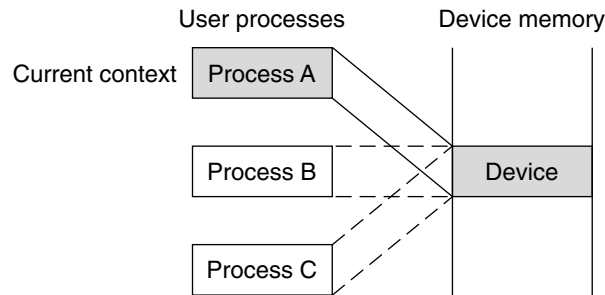 User processes
Device memory
Current context
Process A
Process B
Device
Process C